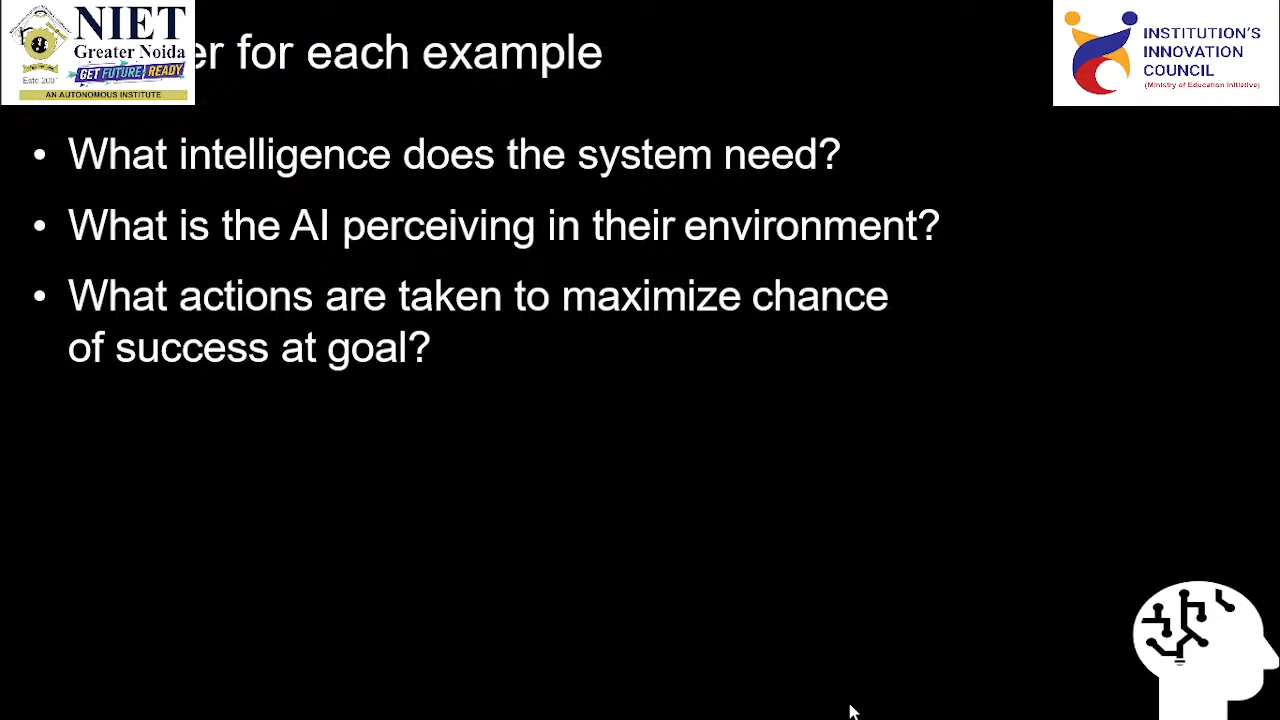 NIET
Greater Noida
GET FUTURE READY
AN AUTONOMOUS INSTITUTE
er for each example
INSTITUTION'S
INNOVATION
COUNCIL
(Ministry of Education Initiative)
• What intelligence does the system need?
• What is the AI perceiving in their environment?
• What actions are taken to maximize chance
of success at goal?